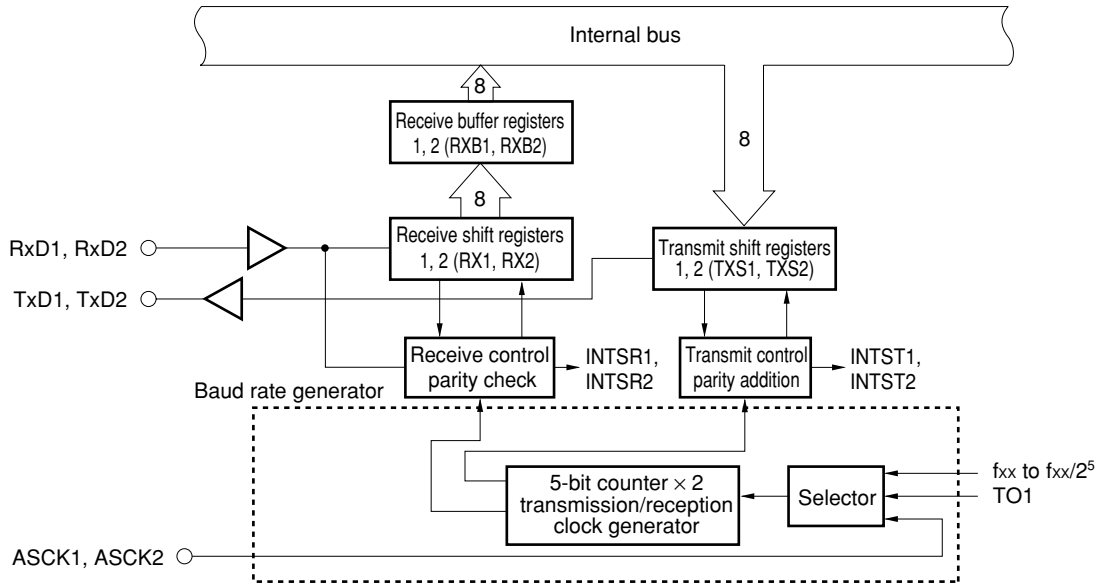 Internal bus
8
Receive buffer registers
1, 2 (RXB1, RXB2)
8
8
RxD1, RxD2
Receive shift registers
1, 2 (RX1, RX2)
Transmit shift registers
1, 2 (TXS1, TXS2)
TxD1, TxD2
Receive control
parity check
INTSR1,
INTSR2
Transmit control
parity addition
INTST1,
INTST2
Baud rate generator
5-bit counter × 2
transmission/reception
clock generator
Selector
fxx to fxx/2⁵
TO1
ASCK1, ASCK2